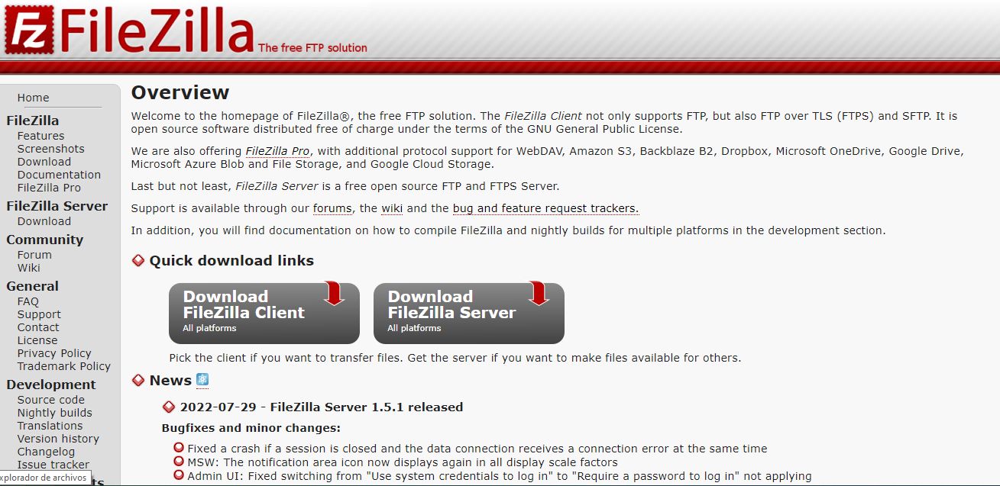 FileZilla The free FTP solution
Home
FileZilla
Features
Screenshots
Download
Documentation
FileZilla Pro
FileZilla Server
Download
Community
Forum
Wiki
General
FAQ
Support
Contact
License
Privacy Policy
Trademark Policy
Development
Source code
Nightly builds
Translations
Version history
Changelog
Issue tracker
xplorador de archivos
Overview
Welcome to the homepage of FileZilla®, the free FTP solution. The FileZilla Client not only supports FTP, but also FTP over TLS (FTPS) and SFTP. It is
open source software distributed free of charge under the terms of the GNU General Public License.
We are also offering FileZilla Pro, with additional protocol support for WebDAV, Amazon S3, Backblaze B2, Dropbox, Microsoft OneDrive, Google Drive,
Microsoft Azure Blob and File Storage, and Google Cloud Storage.
Last but not least, FileZilla Server is a free open source FTP and FTPS Server.
Support is available through our forums, the wiki and the bug and feature request trackers.
In addition, you will find documentation on how to compile FileZilla and nightly builds for multiple platforms in the development section.
Quick download links
Download
FileZilla Client
All platforms
Download
FileZilla Server
All platforms
Pick the client if you want to transfer files. Get the server if you want to make files available for others.
News
2022-07-29 - FileZilla Server 1.5.1 released
Bugfixes and minor changes:
Fixed a crash if a session is closed and the data connection receives a connection error at the same time
MSW: The notification area icon now displays again in all display scale factors
Admin UI: Fixed switching from "Use system credentials to log in" to "Require a password to log in" not applying